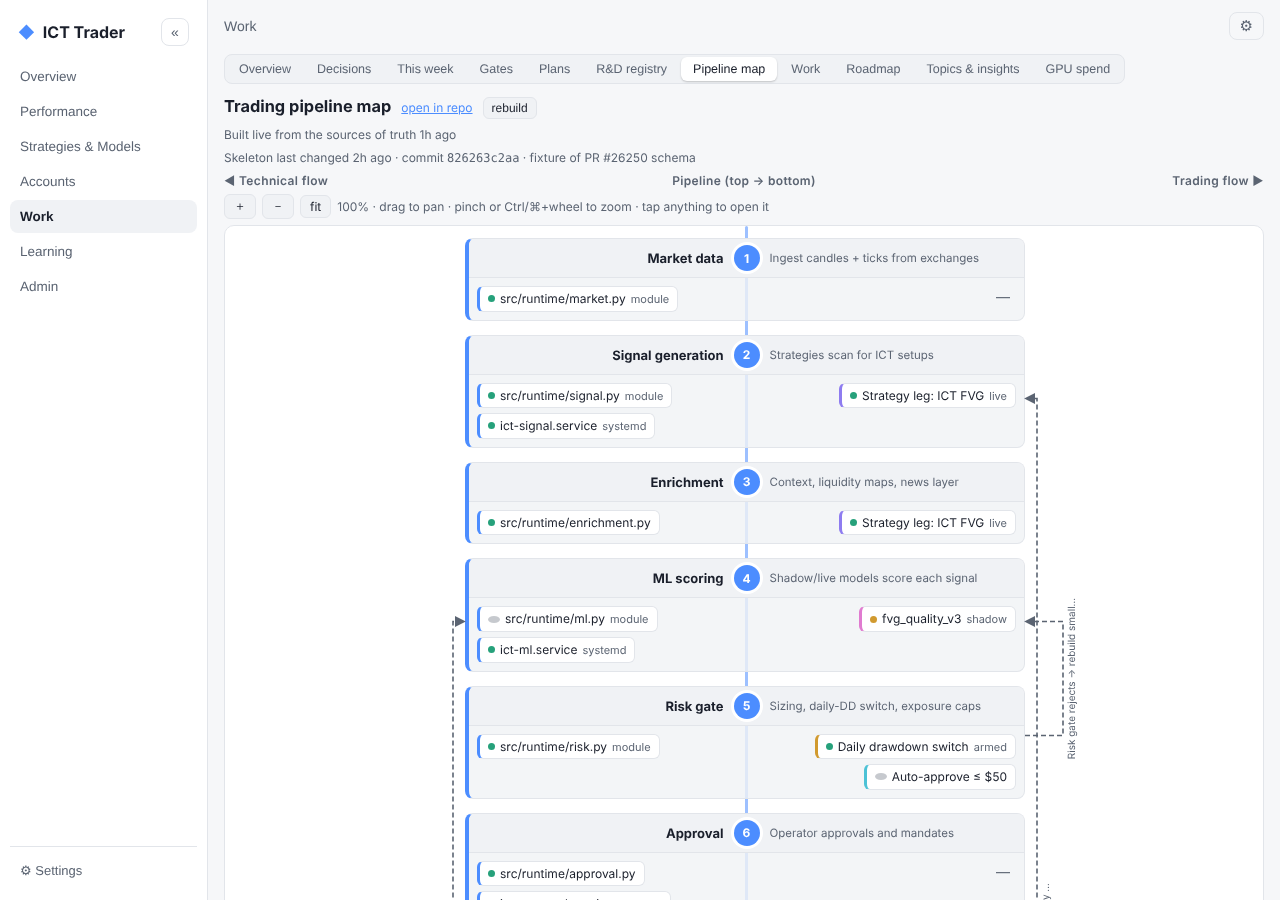 ICT Trader
«
Overview
Performance
Strategies & Models
Accounts
Work
Learning
Admin
⚙ Settings
Work
⚙
Overview Decisions This week Gates Plans R&D registry Pipeline map Work Roadmap Topics & insights GPU spend
Trading pipeline map open in repo rebuild
Built live from the sources of truth 1h ago
Skeleton last changed 2h ago · commit 826263c2aa · fixture of PR #26250 schema
◀ Technical flow Pipeline (top → bottom) Trading flow ▶
+ − fit 100% · drag to pan · pinch or Ctrl/⌘+wheel to zoom · tap anything to open it
Market data 1 Ingest candles + ticks from exchanges
src/runtime/market.py module —
Signal generation 2 Strategies scan for ICT setups
src/runtime/signal.py module Strategy leg: ICT FVG live
ict-signal.service systemd
Enrichment 3 Context, liquidity maps, news layer
src/runtime/enrichment.py Strategy leg: ICT FVG live
ML scoring 4 Shadow/live models score each signal
src/runtime/ml.py module fvg_quality_v3 shadow
ict-ml.service systemd
Risk gate rejects → rebuild small...
Risk gate 5 Sizing, daily-DD switch, exposure caps
src/runtime/risk.py module Daily drawdown switch armed
Auto-approve ≤ $50
Approval 6 Operator approvals and mandates
src/runtime/approval.py —